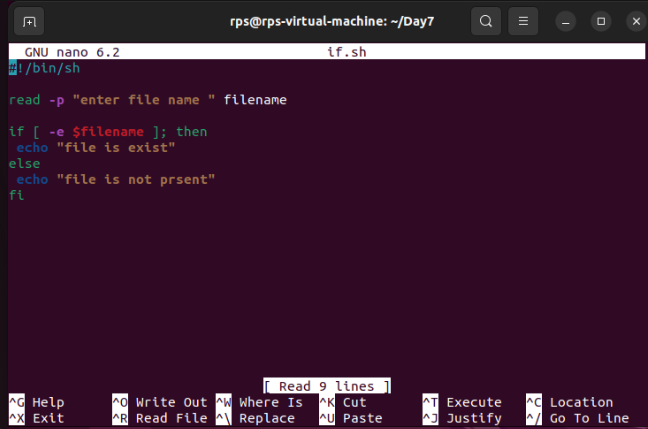 rps@rps-virtual-machine: ~/Day7
GNU nano 6.2 if.sh
#!/bin/sh
read -p "enter file name " filename
if [ -e $filename ]; then
echo "file is exist"
else
echo "file is not prsent"
fi
[ Read 9 lines ]
^G Help ^O Write Out ^W Where Is ^K Cut ^T Execute ^C Location
^X Exit ^R Read File ^\ Replace ^U Paste ^J Justify ^/ Go To Line